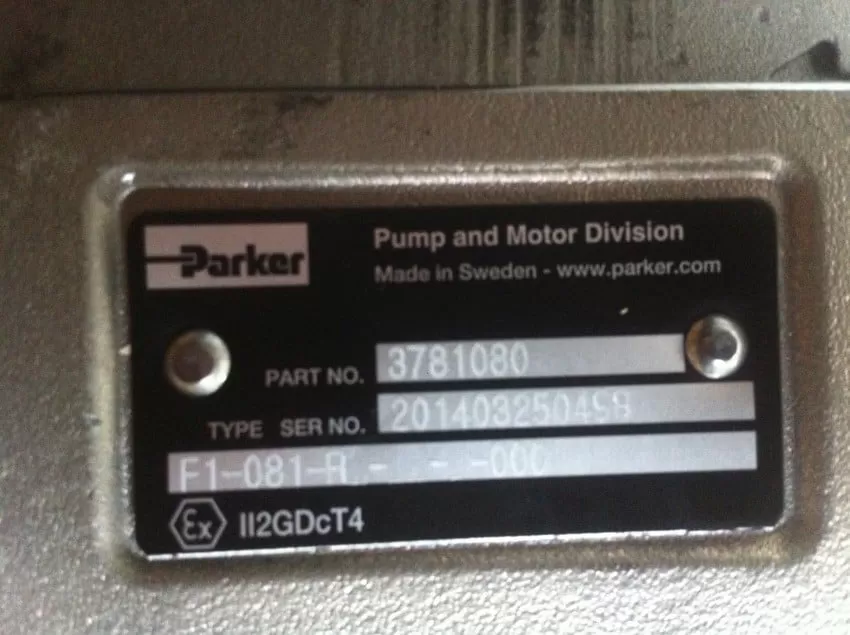 Parker
Pump and Motor Division
Made in Sweden - www.parker.com
PART NO. 3781080
TYPE SER NO.
F1-081-R
Ex II2GDcT4